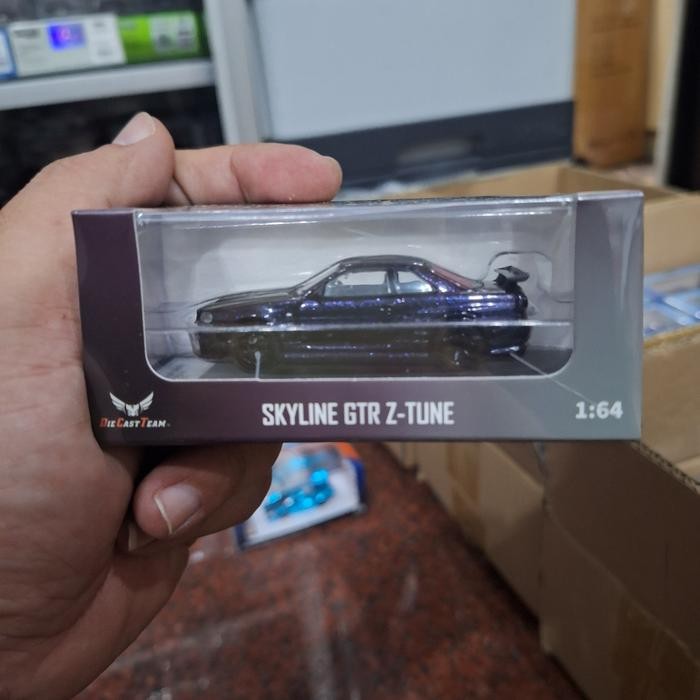 SKYLINE GTR Z-TUNE
1:64
DIECASTTEAM